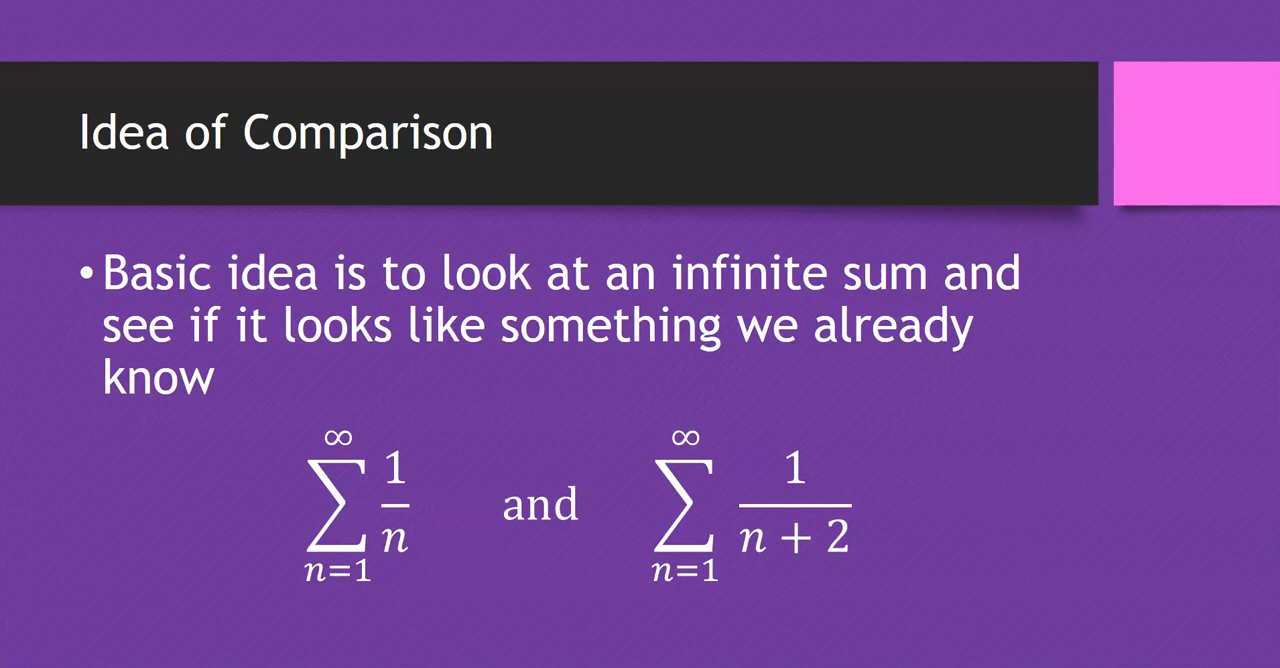 Idea of Comparison
• Basic idea is to look at an infinite sum and
see if it looks like something we already
know
∑_{n=1}^{∞} 1/n and ∑_{n=1}^{∞} 1/(n + 2)